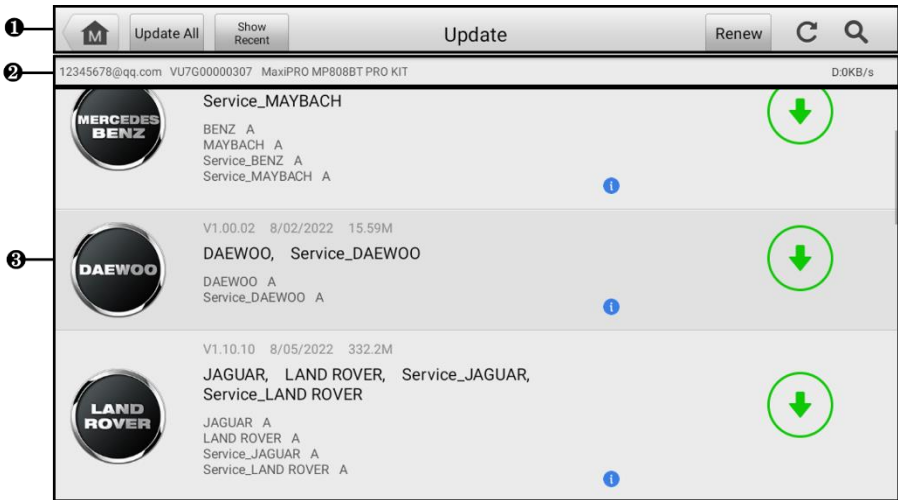 ❶
M
Update All
Show
Recent
Update
Renew
❷
12345678@qq.com VU7G00000307 MaxiPRO MP808BT PRO KIT
D:0KB/s
MERCEDES
BENZ
Service_MAYBACH
BENZ A
MAYBACH A
Service_BENZ A
Service_MAYBACH A
i
❸
DAEWOO
V1.00.02 8/02/2022 15.59M
DAEWOO, Service_DAEWOO
DAEWOO A
Service_DAEWOO A
i
LAND
ROVER
V1.10.10 8/05/2022 332.2M
JAGUAR, LAND ROVER, Service_JAGUAR,
Service_LAND ROVER
JAGUAR A
LAND ROVER A
Service_JAGUAR A
Service_LAND ROVER A
i